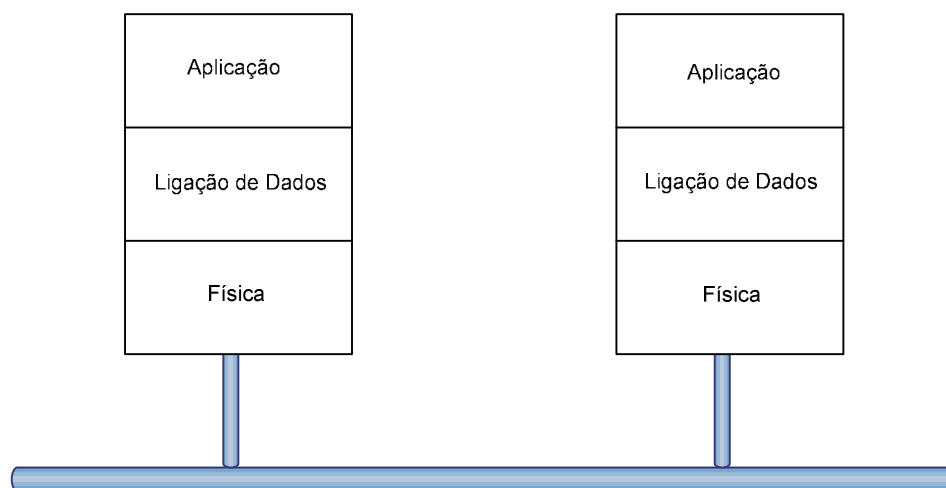 Aplicação
Ligação de Dados
Física
Aplicação
Ligação de Dados
Física